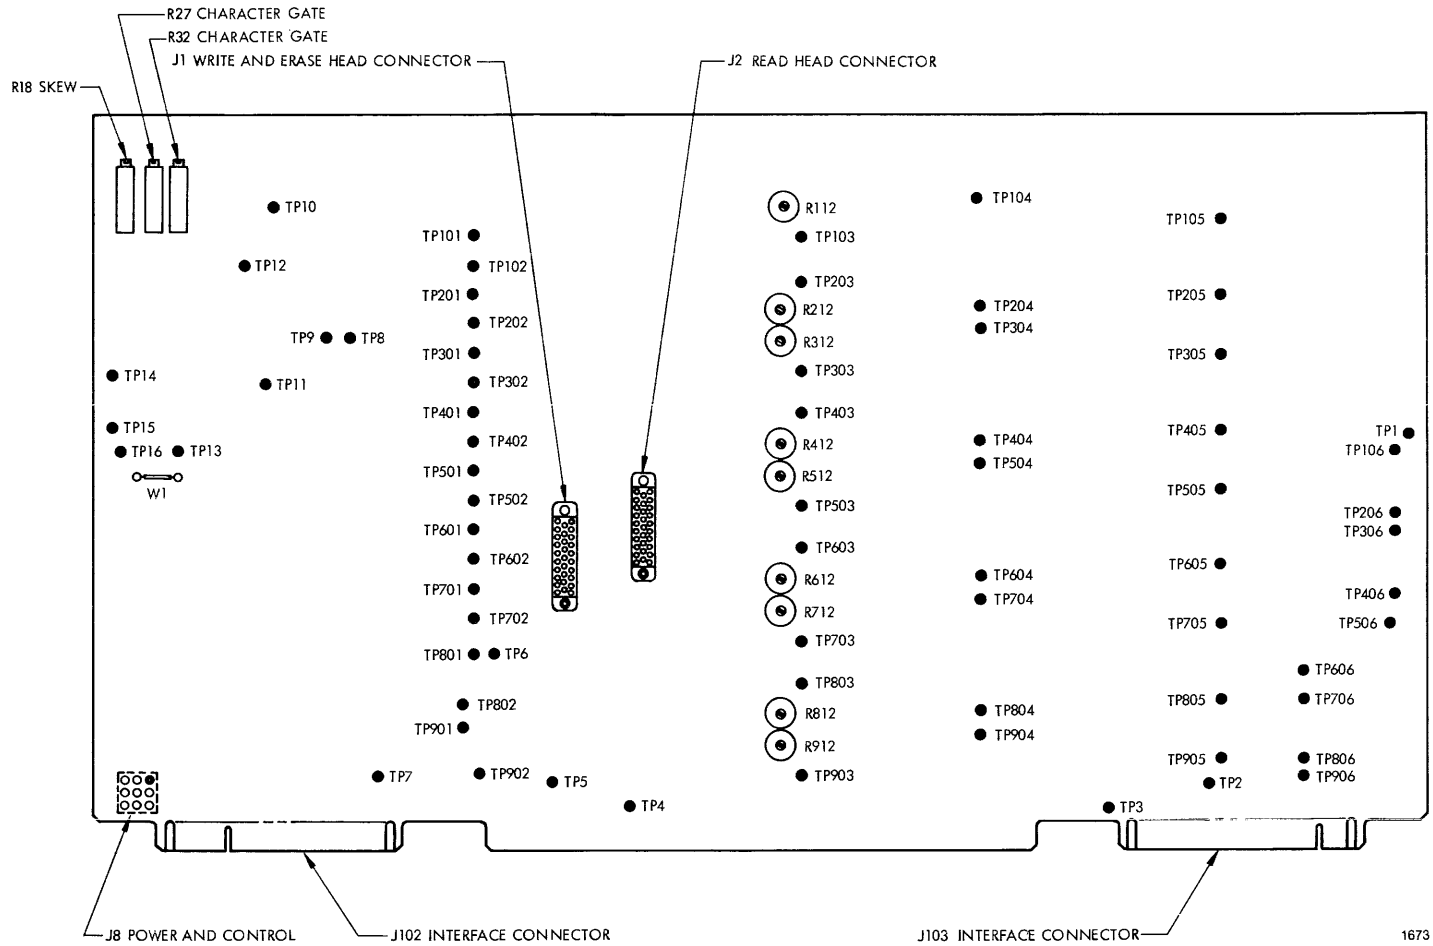 R27 CHARACTER GATE
R32 CHARACTER GATE
J1 WRITE AND ERASE HEAD CONNECTOR
J2 READ HEAD CONNECTOR
R18 SKEW
TP10
R112
TP104
TP105
TP101
TP103
TP12
TP102
TP203
TP201
TP205
R212
TP204
TP202
TP304
TP9
TP8
R312
TP301
TP305
TP14
TP303
TP11
TP302
TP401
TP403
TP15
TP405
TP1
TP402
R412
TP404
TP16
TP13
TP106
TP504
TP501
R512
W1
TP505
TP502
TP503
TP206
TP601
TP306
TP603
TP602
TP605
R612
TP604
TP701
TP406
TP704
R712
TP702
TP705
TP506
TP703
TP801
TP6
TP606
TP803
TP802
TP805
TP706
R812
TP804
TP901
TP904
R912
TP905
TP806
TP7
TP902
TP903
TP906
TP5
TP2
TP4
TP3
J8 POWER AND CONTROL
J102 INTERFACE CONNECTOR
J103 INTERFACE CONNECTOR
1673